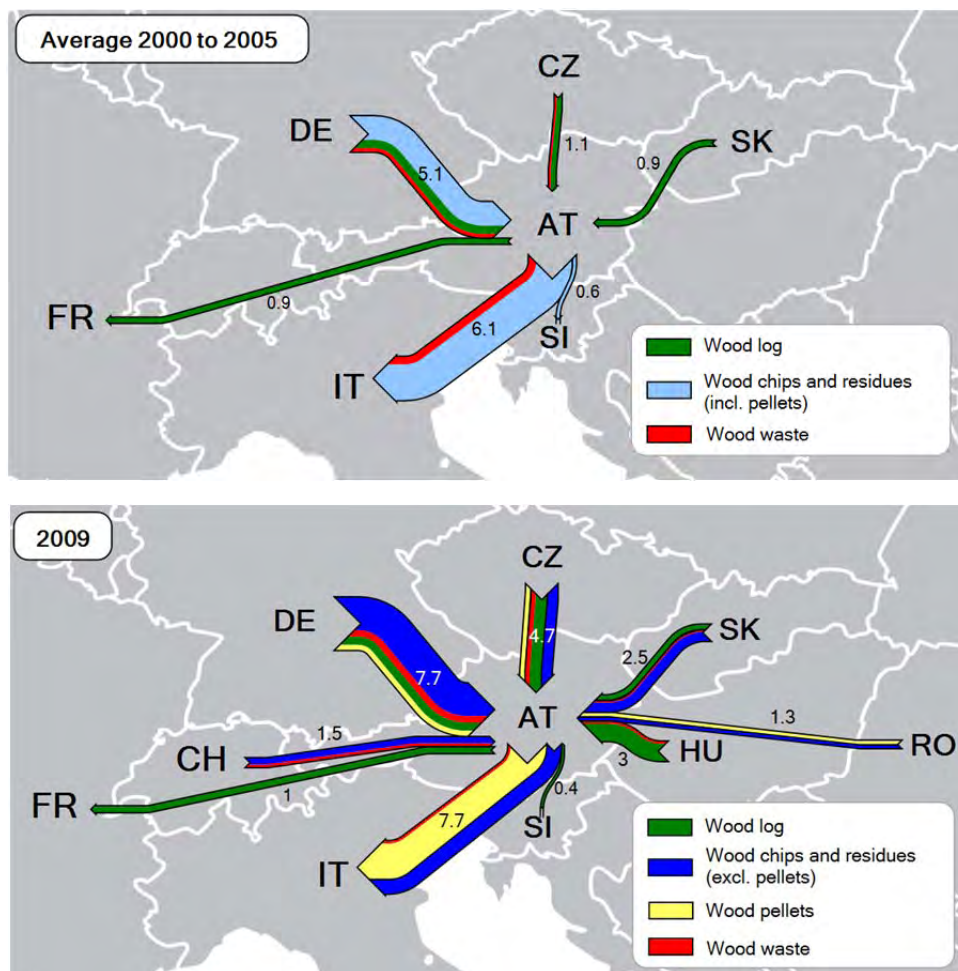 Average 2000 to 2005
CZ
DE
SK
1.1
0.9
5.1
AT
0.9
0.6
FR
6.1
SI
IT
Wood log
Wood chips and residues
(incl. pellets)
Wood waste
2009
CZ
DE
SK
4.7
2.5
7.7
AT
1.3
1.5
CH
HU
RO
3
1
FR
0.4
7.7
SI
IT
Wood log
Wood chips and residues
(excl. pellets)
Wood pellets
Wood waste